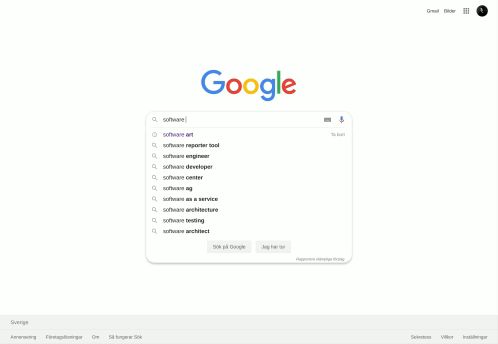 Gmail Bilder
Google
software
software art Ta bort
software reporter tool
software engineer
software developer
software center
software ag
software as a service
software architecture
software testing
software architect
Sök på Google Jag har tur
Rapportera olämpliga förslag
Sverige
Annonsering Företagslösningar Om Så fungerar Sök Sekretess Villkor Inställningar